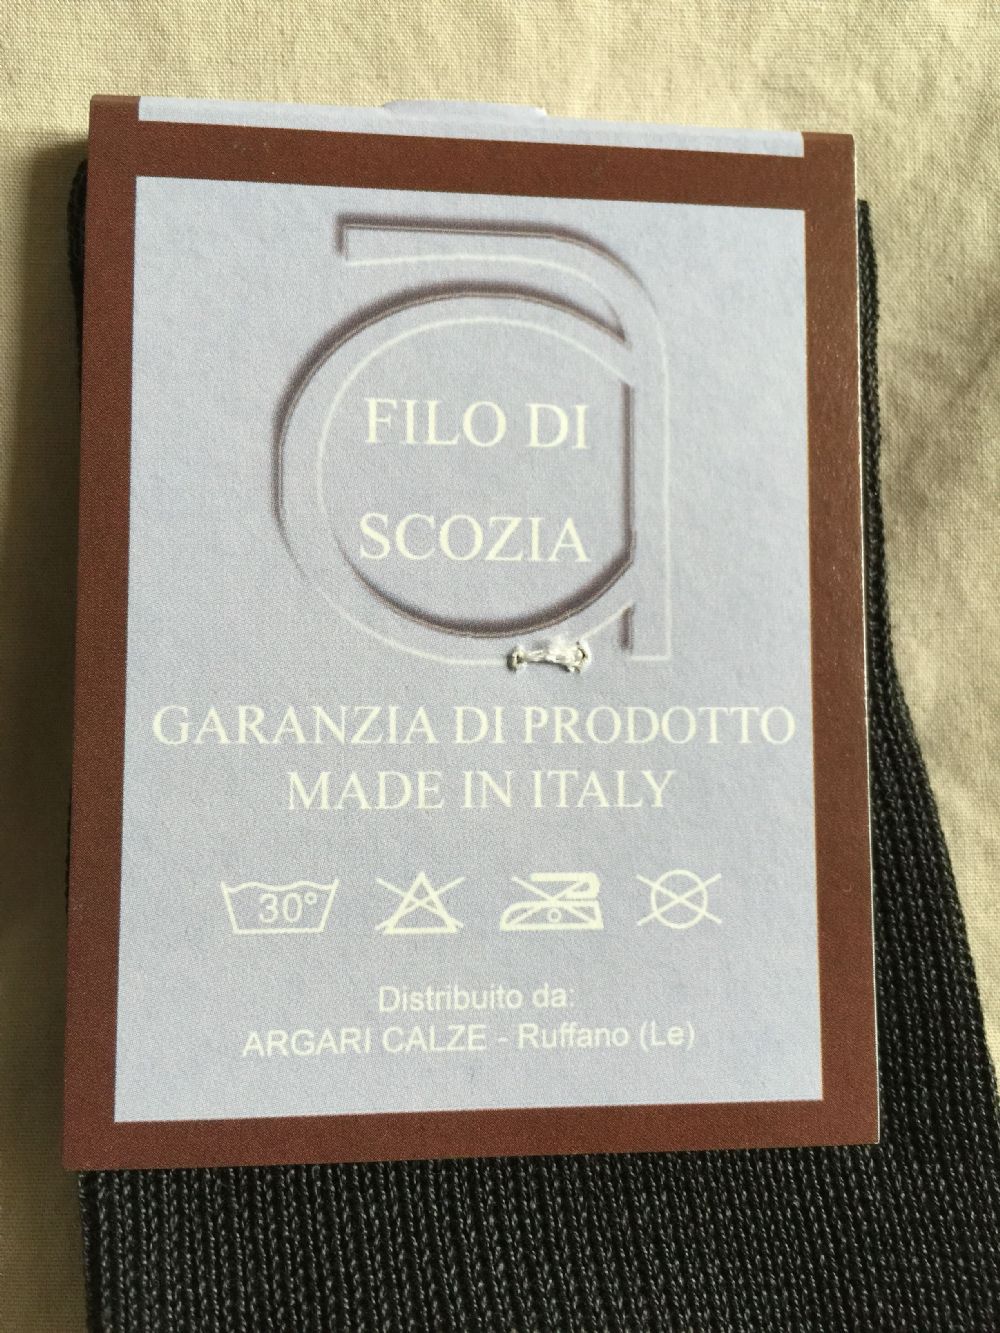 FILO DI
SCOZIA
GARANZIA DI PRODOTTO
MADE IN ITALY
30°
Distribuito da:
ARGARI CALZE - Ruffano (Le)